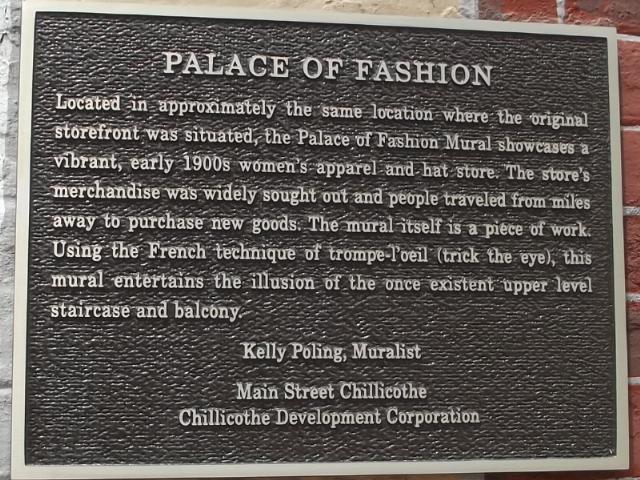 PALACE OF FASHION
Located in approximately the same location where the original
storefront was situated, the Palace of Fashion Mural showcases a
vibrant, early 1900s women's apparel and hat store. The store's
merchandise was widely sought out and people traveled from miles
away to purchase new goods. The mural itself is a piece of work.
Using the French technique of trompe-l'oeil (trick the eye), this
mural entertains the illusion of the once existent upper level
staircase and balcony.
Kelly Poling, Muralist
Main Street Chillicothe
Chillicothe Development Corporation